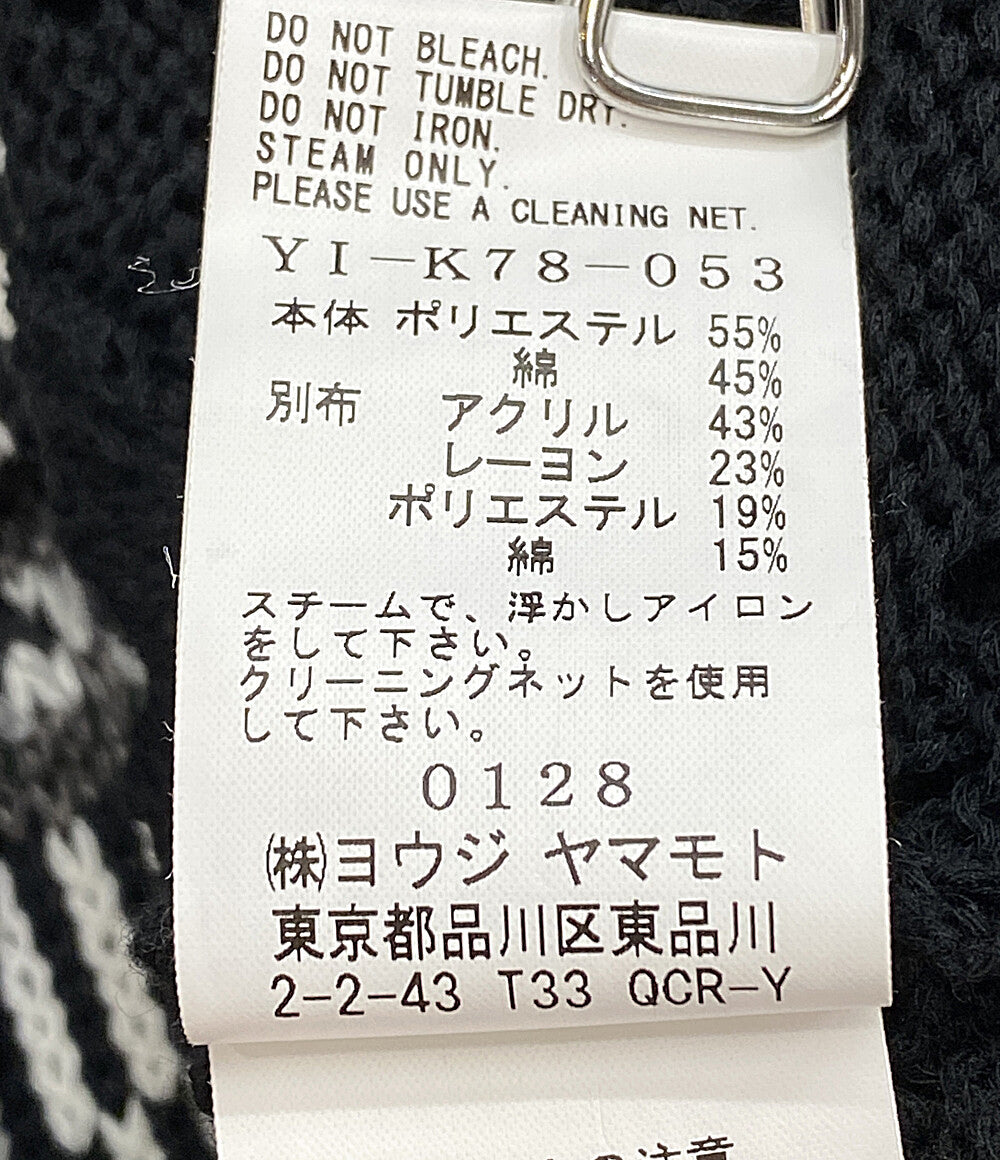 DO NOT BLEACH.
DO NOT TUMBLE DRY.
DO NOT IRON.
STEAM ONLY.
PLEASE USE A CLEANING NET.
YI-K78-053
本体 ポリエステル 55%
綿 45%
別布 アクリル 43%
レーヨン 23%
ポリエステル 19%
綿 15%
スチームで、浮かしアイロン
をして下さい。
クリーニングネットを使用
して下さい。
0128
(株)ヨウジ ヤマモト
東京都品川区東品川
2-2-43 T33 QCR-Y
の注意